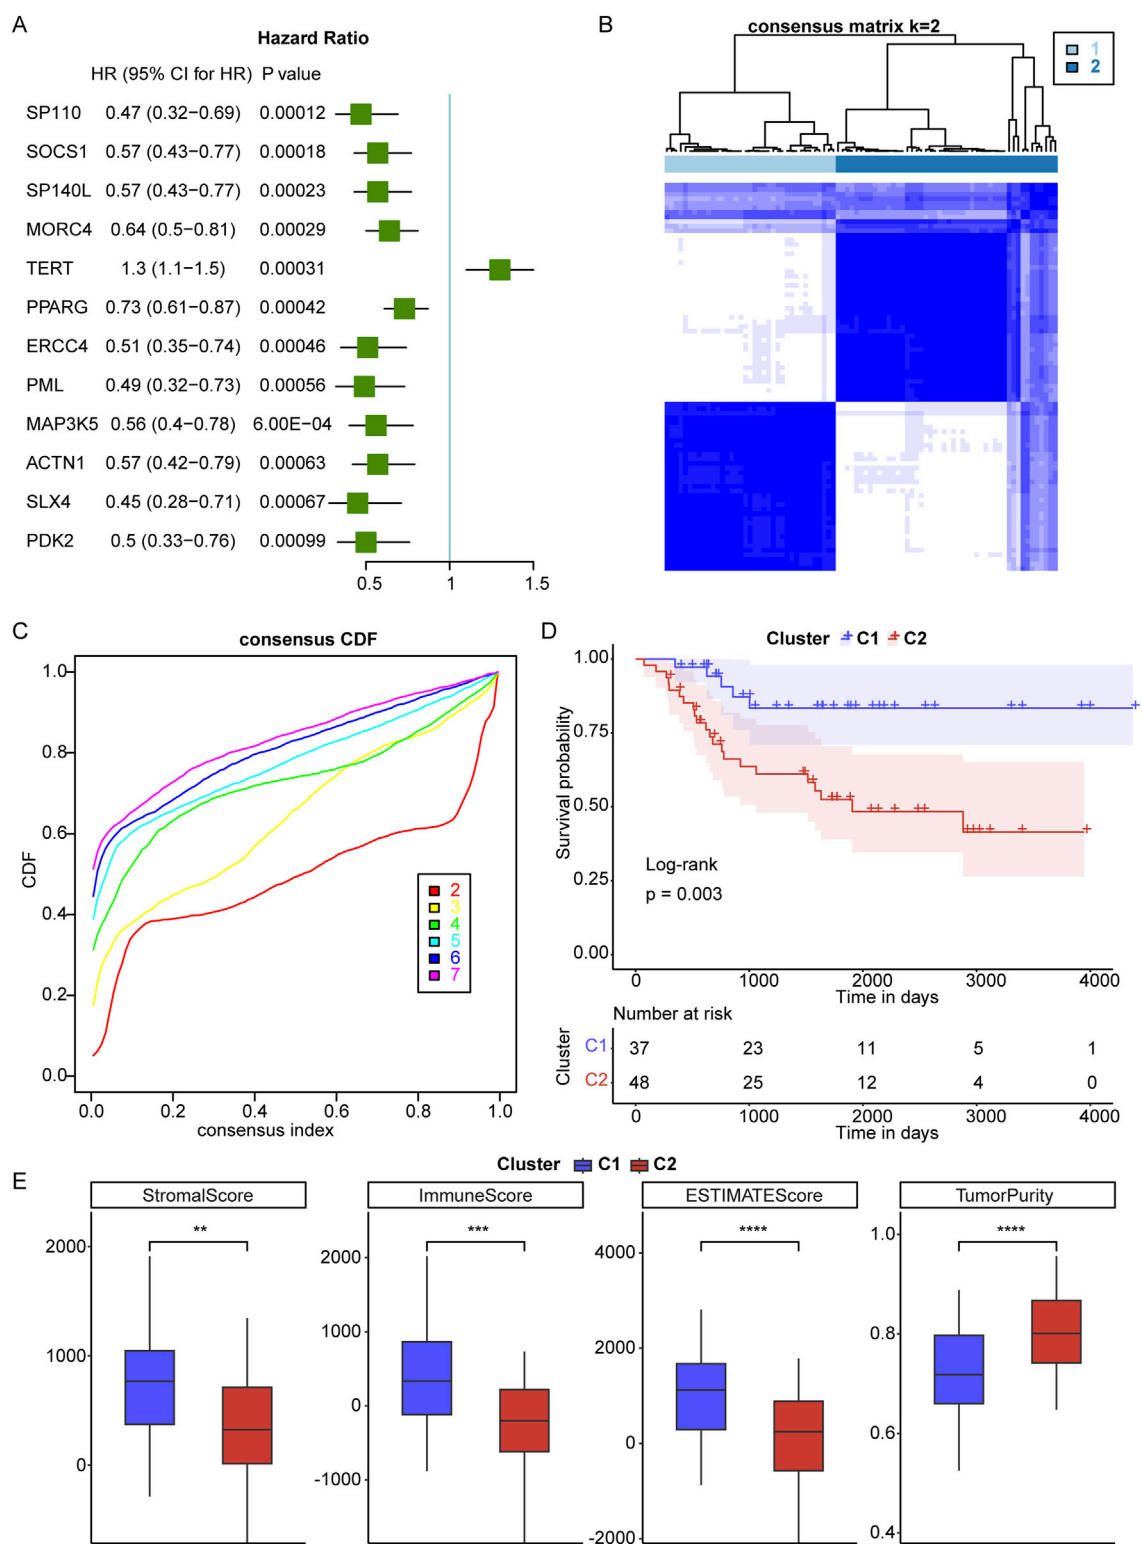 A
Hazard Ratio
HR (95% CI for HR) P value
SP110 0.47 (0.32−0.69) 0.00012
SOCS1 0.57 (0.43−0.77) 0.00018
SP140L 0.57 (0.43−0.77) 0.00023
MORC4 0.64 (0.5−0.81) 0.00029
TERT 1.3 (1.1−1.5) 0.00031
PPARG 0.73 (0.61−0.87) 0.00042
ERCC4 0.51 (0.35−0.74) 0.00046
PML 0.49 (0.32−0.73) 0.00056
MAP3K5 0.56 (0.4−0.78) 6.00E−04
ACTN1 0.57 (0.42−0.79) 0.00063
SLX4 0.45 (0.28−0.71) 0.00067
PDK2 0.5 (0.33−0.76) 0.00099
0.5 1 1.5
B
consensus matrix k=2
1
2
C
consensus CDF
1.0
0.8
0.6
0.4
0.2
0.0
CDF
2
3
4
5
6
7
0.0 0.2 0.4 0.6 0.8 1.0
consensus index
D
Cluster C1 C2
1.00
0.75
0.50
0.25
0.00
Survival probability
Log-rank
p = 0.003
0 1000 2000 3000 4000
Time in days
Number at risk
Cluster
C1 37 23 11 5 1
C2 48 25 12 4 0
0 1000 2000 3000 4000
Time in days
E
Cluster C1 C2
StromalScore
**
2000
1000
0
ImmuneScore
***
2000
1000
0
-1000
ESTIMATEScore
****
4000
2000
0
-2000
TumorPurity
****
1.0
0.8
0.6
0.4